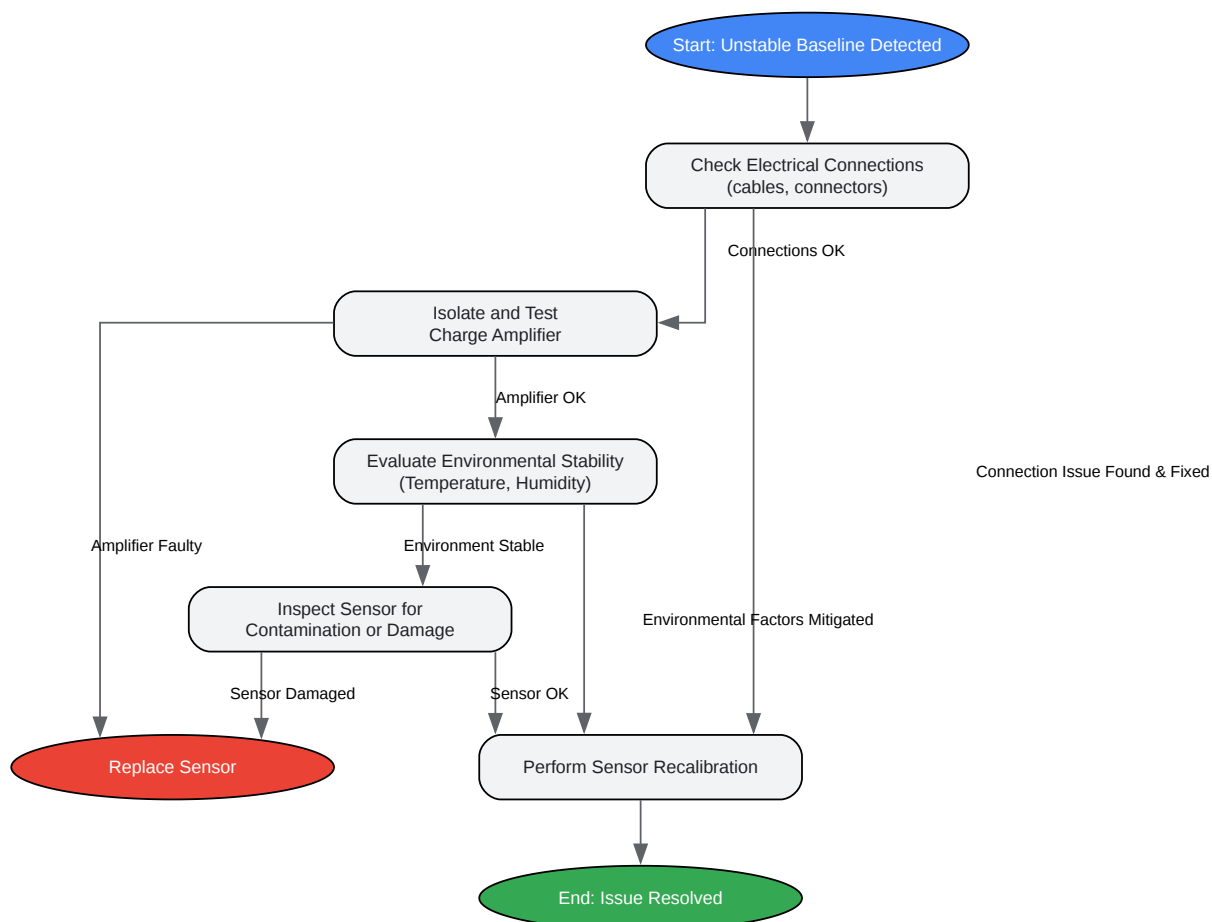 Start: Unstable Baseline Detected
Check Electrical Connections
(cables, connectors)
Connections OK
Isolate and Test
Charge Amplifier
Amplifier OK
Evaluate Environmental Stability
(Temperature, Humidity)
Connection Issue Found & Fixed
Amplifier Faulty
Environment Stable
Inspect Sensor for
Contamination or Damage
Environmental Factors Mitigated
Sensor Damaged
Sensor OK
Replace Sensor
Perform Sensor Recalibration
End: Issue Resolved